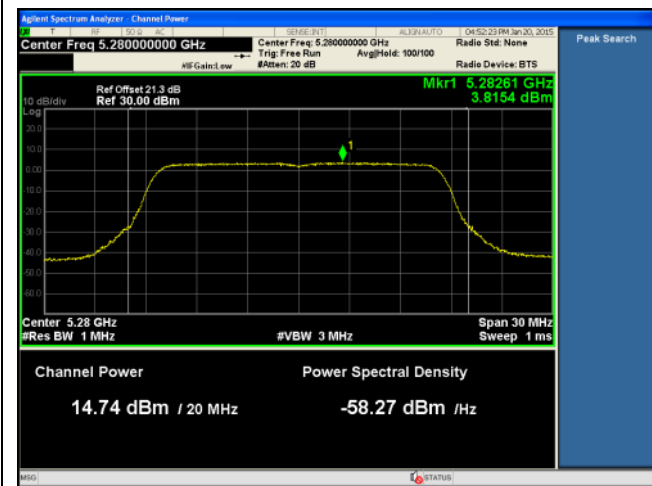 Agilent Spectrum Analyzer - Channel Power
LXI T RF 50 Ω AC SENSE:INT ALIGNAUTO 04:52:23 PM Jan 20, 2015
Center Freq 5.280000000 GHz Center Freq: 5.280000000 GHz Radio Std: None Peak Search
Trig: Free Run Avg|Hold: 100/100
#IFGain:Low #Atten: 20 dB Radio Device: BTS
Ref Offset 21.3 dB Mkr1 5.28261 GHz
10 dB/div Ref 30.00 dBm 3.8154 dBm
Log
20.0
10.0
1
0.00
-10.0
-20.0
-30.0
-40.0
-50.0
-60.0
Center 5.28 GHz Span 30 MHz
#Res BW 1 MHz #VBW 3 MHz Sweep 1 ms
Channel Power Power Spectral Density
14.74 dBm / 20 MHz -58.27 dBm /Hz
MSG STATUS